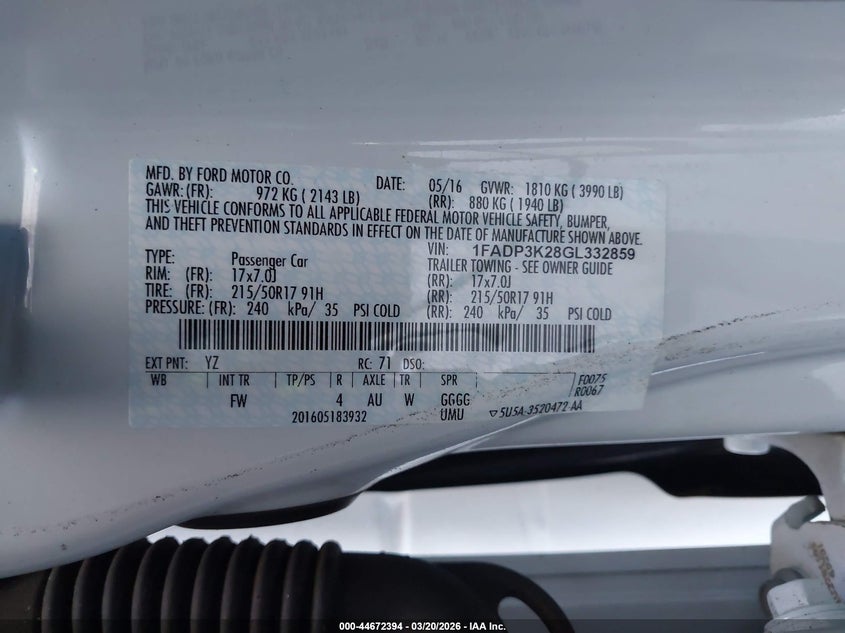 MFD. BY FORD MOTOR CO. DATE: 05/16 GVWR: 1810 KG ( 3990 LB)
GAWR: (FR): 972 KG ( 2143 LB) (RR): 880 KG ( 1940 LB)
THIS VEHICLE CONFORMS TO ALL APPLICABLE FEDERAL MOTOR VEHICLE SAFETY, BUMPER,
AND THEFT PREVENTION STANDARDS IN EFFECT ON THE DATE OF MANUFACTURE SHOWN ABOVE.
VIN: 1FADP3K28GL332859
TYPE: Passenger Car TRAILER TOWING - SEE OWNER GUIDE
RIM: (FR): 17x7.0J (RR): 17x7.0J
TIRE: (FR): 215/50R17 91H (RR): 215/50R17 91H
PRESSURE: (FR): 240 kPa/ 35 PSI COLD (RR): 240 kPa/ 35 PSI COLD
EXT PNT: YZ RC: 71 DSO:
WB INT TR TP/PS R AXLE TR SPR F0075
R0067
FW 4 AU W GGGG
201605183932 UMU ▽ 5U5A-3520472-AA
000-44672394 - 03/20/2026 - IAA Inc.